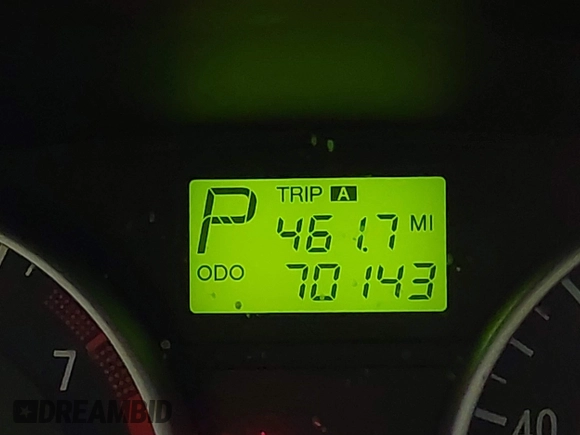 P TRIP A
461.7 MI
ODO 70143
7
40
DREAMBID